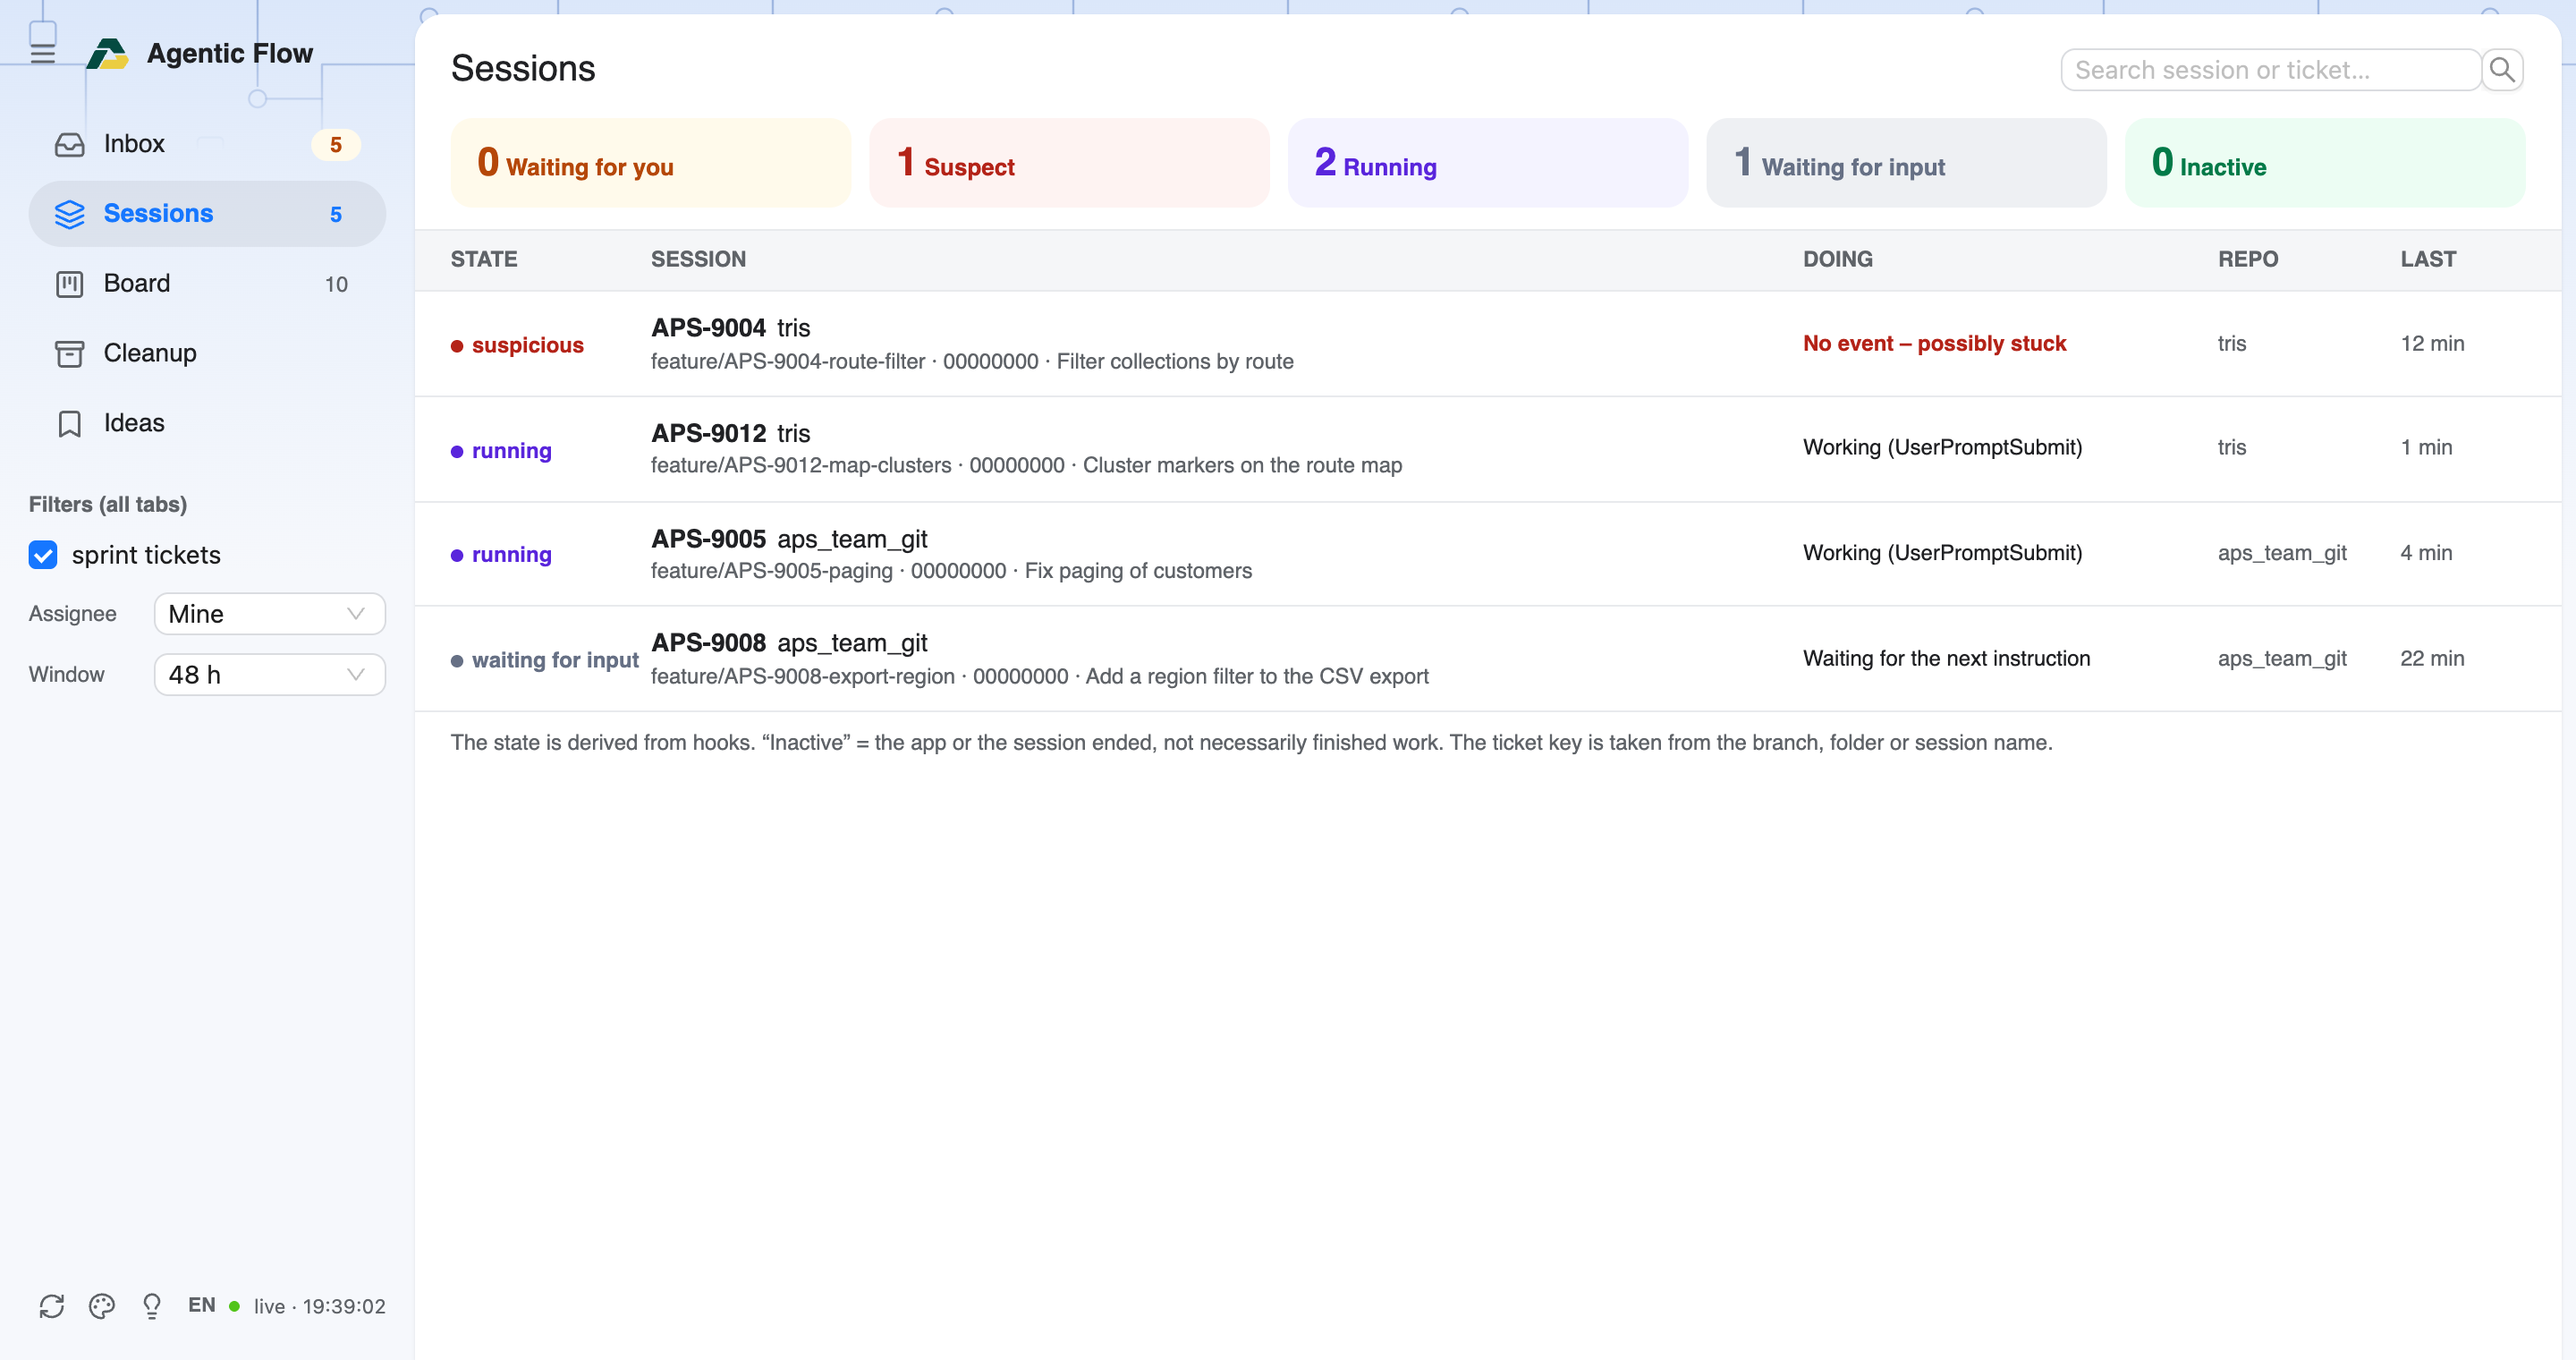 Agentic Flow
Inbox 5
Sessions 5
Board 10
Cleanup
Ideas
Filters (all tabs)
sprint tickets
Assignee Mine
Window 48 h
EN live · 19:39:02
Sessions
Search session or ticket...
0 Waiting for you
1 Suspect
2 Running
1 Waiting for input
0 Inactive
STATE SESSION DOING REPO LAST
suspicious APS-9004 tris No event – possibly stuck tris 12 min
feature/APS-9004-route-filter · 00000000 · Filter collections by route
running APS-9012 tris Working (UserPromptSubmit) tris 1 min
feature/APS-9012-map-clusters · 00000000 · Cluster markers on the route map
running APS-9005 aps_team_git Working (UserPromptSubmit) aps_team_git 4 min
feature/APS-9005-paging · 00000000 · Fix paging of customers
waiting for input APS-9008 aps_team_git Waiting for the next instruction aps_team_git 22 min
feature/APS-9008-export-region · 00000000 · Add a region filter to the CSV export
The state is derived from hooks. “Inactive” = the app or the session ended, not necessarily finished work. The ticket key is taken from the branch, folder or session name.